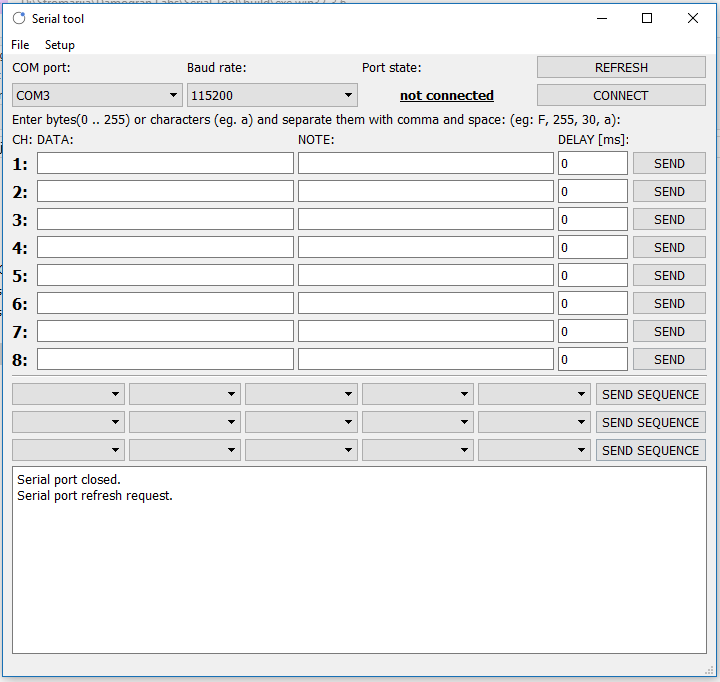 Serial tool
File Setup
COM port: Baud rate: Port state: REFRESH
COM3 115200 not connected CONNECT
Enter bytes(0 .. 255) or characters (eg. a) and separate them with comma and space: (eg: F, 255, 30, a):
CH: DATA: NOTE: DELAY [ms]:
1: 0 SEND
2: 0 SEND
3: 0 SEND
4: 0 SEND
5: 0 SEND
6: 0 SEND
7: 0 SEND
8: 0 SEND
SEND SEQUENCE
SEND SEQUENCE
SEND SEQUENCE
Serial port closed.
Serial port refresh request.